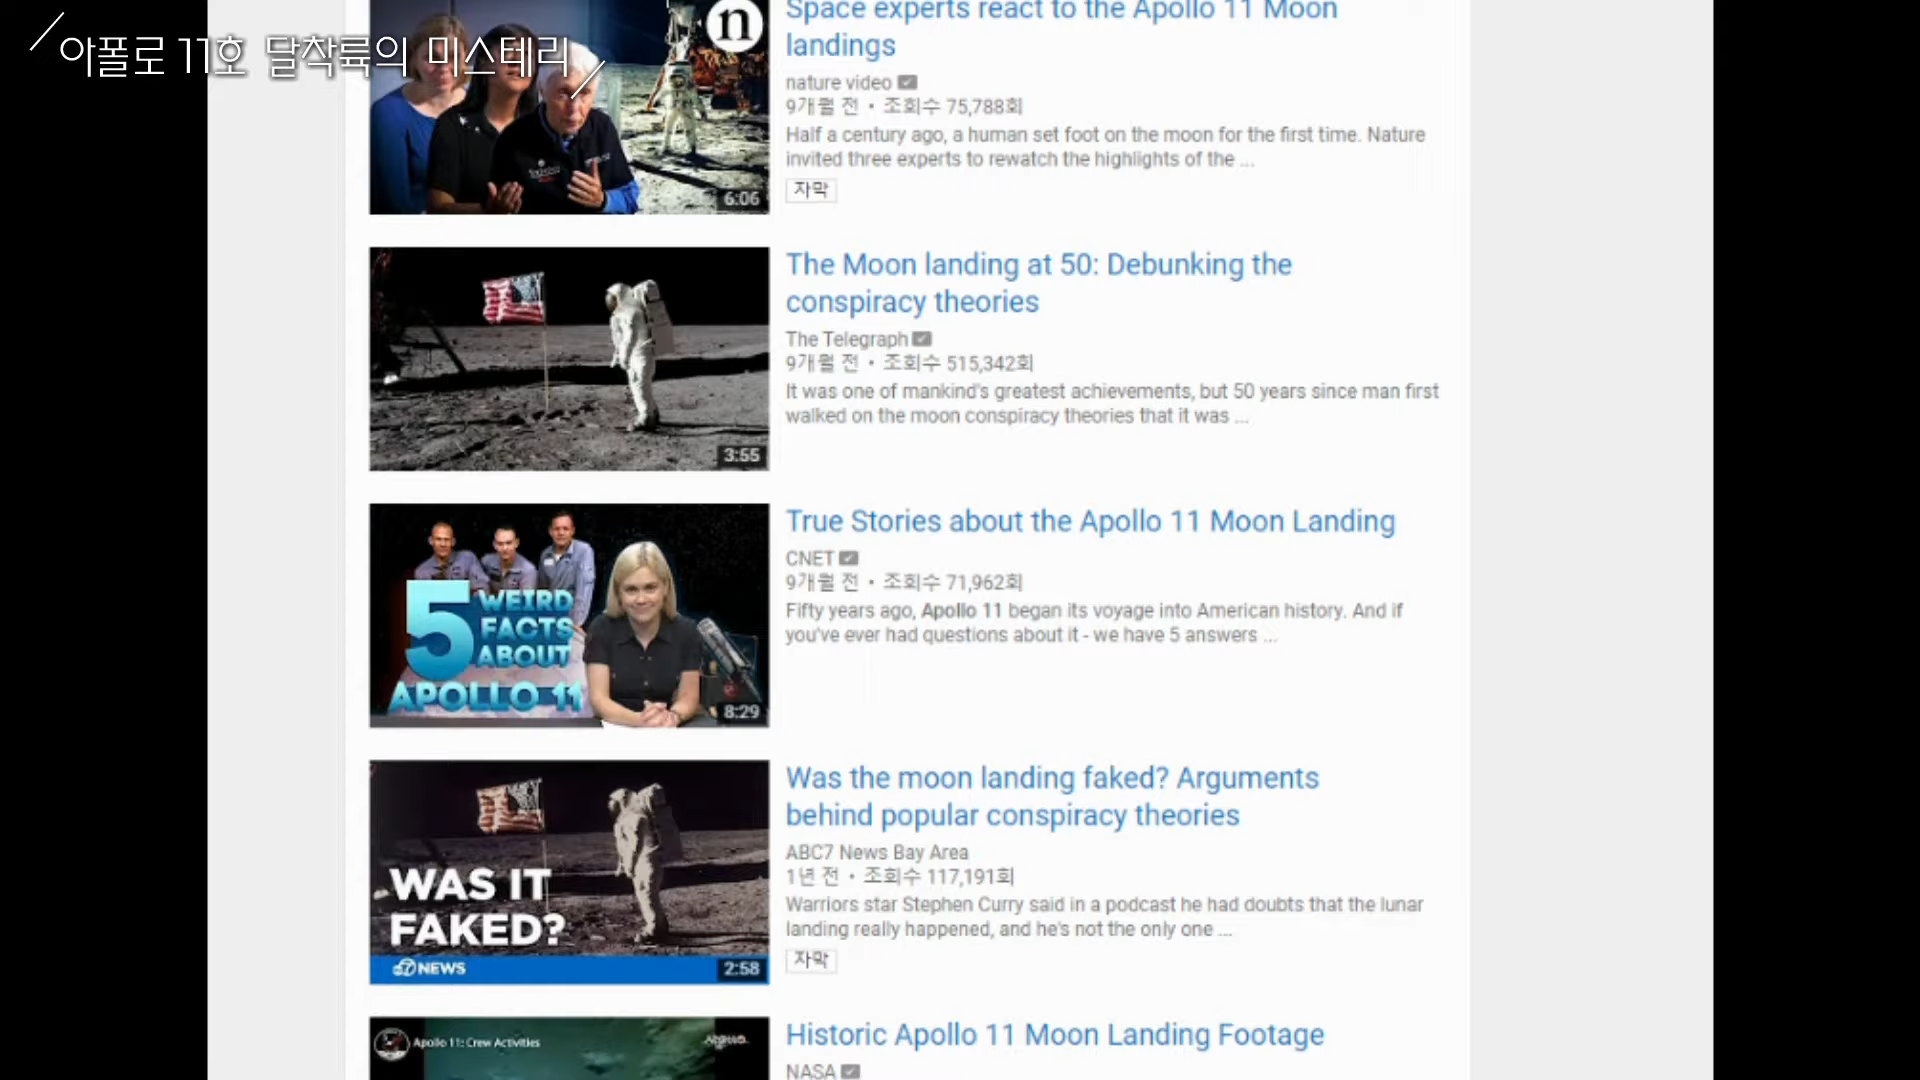 아폴로 11호 달착륙의 미스테리
n
6:06
Space experts react to the Apollo 11 Moon
landings
nature video
9개월 전 • 조회수 75,788회
Half a century ago, a human set foot on the moon for the first time. Nature
invited three experts to rewatch the highlights of the ...
자막
3:55
The Moon landing at 50: Debunking the
conspiracy theories
The Telegraph
9개월 전 • 조회수 515,342회
It was one of mankind's greatest achievements, but 50 years since man first
walked on the moon conspiracy theories that it was ...
5 WEIRD
FACTS
ABOUT
APOLLO 11
8:29
True Stories about the Apollo 11 Moon Landing
CNET
9개월 전 • 조회수 71,962회
Fifty years ago, Apollo 11 began its voyage into American history. And if
you've ever had questions about it - we have 5 answers ...
WAS IT
FAKED?
7 NEWS
2:58
Was the moon landing faked? Arguments
behind popular conspiracy theories
ABC7 News Bay Area
1년 전 • 조회수 117,191회
Warriors star Stephen Curry said in a podcast he had doubts that the lunar
landing really happened, and he's not the only one ...
자막
Apollo 11: Crew Activities
Historic Apollo 11 Moon Landing Footage
NASA